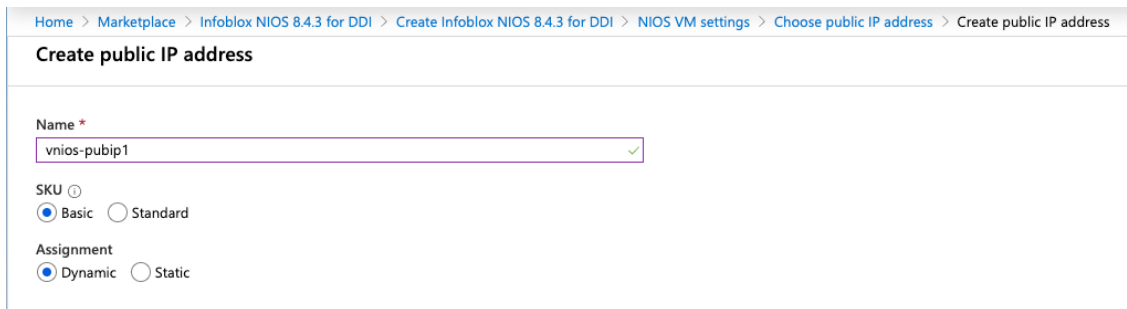 Home > Marketplace > Infoblox NIOS 8.4.3 for DDI > Create Infoblox NIOS 8.4.3 for DDI > NIOS VM settings > Choose public IP address > Create public IP address
Create public IP address
Name *
vnios-pubip1
SKU
Basic Standard
Assignment
Dynamic Static